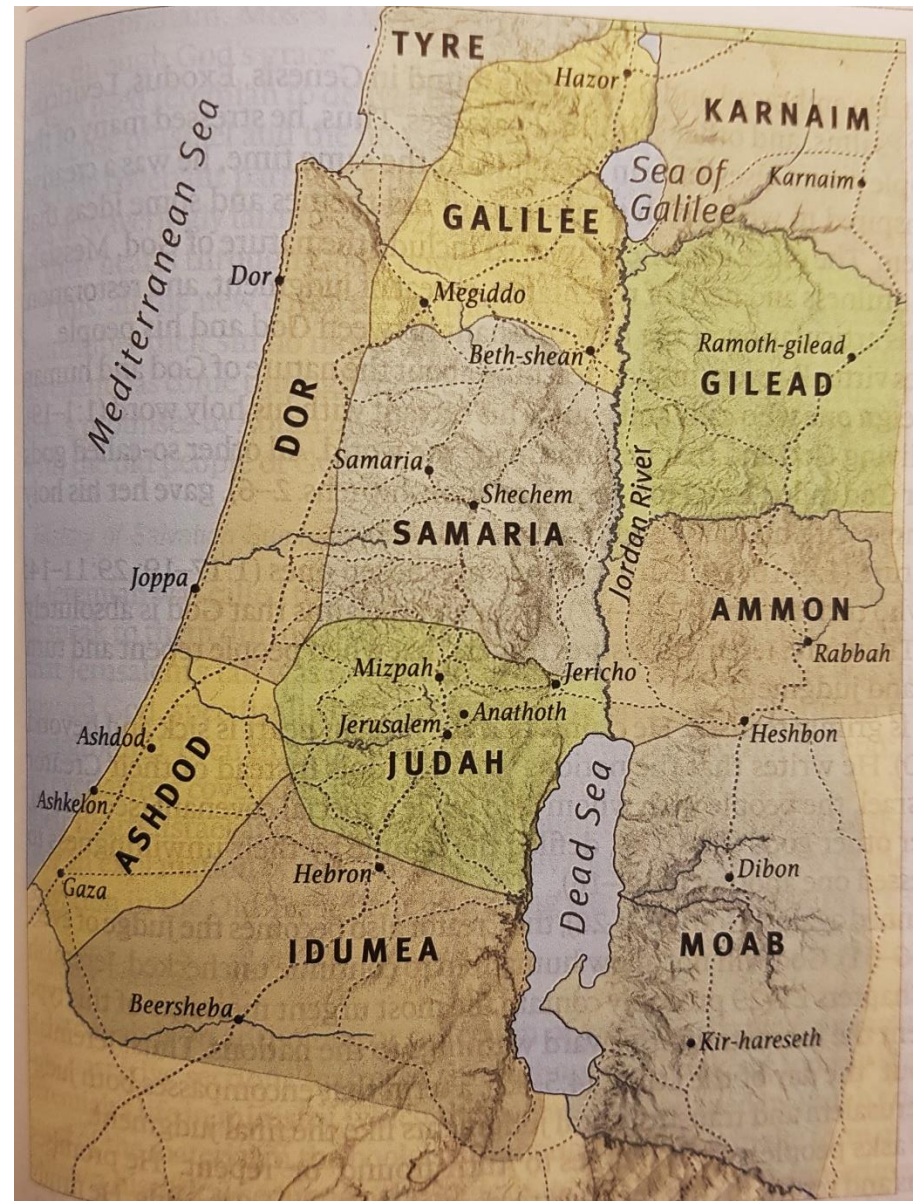 TYRE
Hazor
KARNAIM
Mediterranean Sea
Sea of
Galilee
Karnaim
GALILEE
Dor
Megiddo
Beth-shean
Ramoth-gilead
GILEAD
DOR
Samaria
Shechem
SAMARIA
Jordan River
Joppa
AMMON
Rabbah
Mizpah
Jericho
Anathoth
Jerusalem
Heshbon
JUDAH
Ashdod
ASHDOD
Ashkelon
Dead Sea
Gaza
Hebron
Dibon
IDUMEA
MOAB
Beersheba
Kir-hareseth